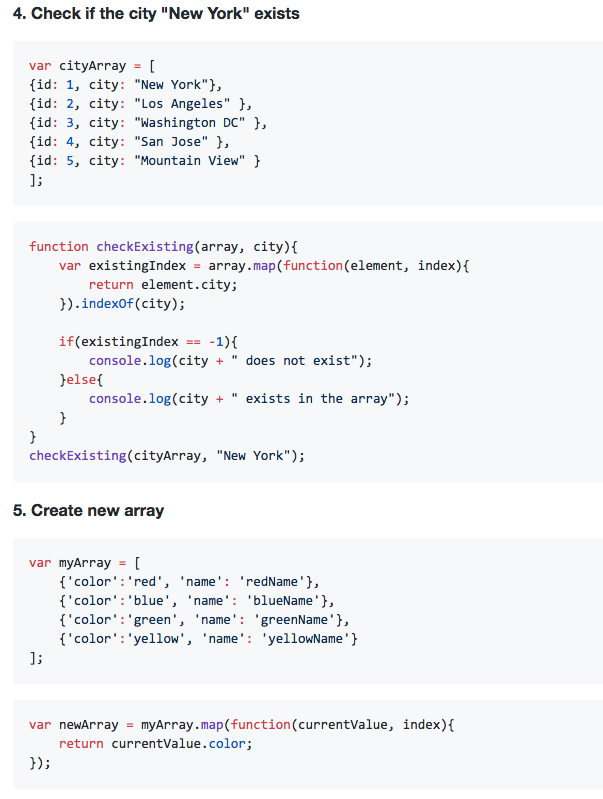 4. Check if the city "New York" exists
var cityArray = [
{id: 1, city: "New York"},
{id: 2, city: "Los Angeles" },
{id: 3, city: "Washington DC" },
{id: 4, city: "San Jose" },
{id: 5, city: "Mountain View" }
];
function checkExisting(array, city){
    var existingIndex = array.map(function(element, index){
        return element.city;
    }).indexOf(city);
    if(existingIndex == -1){
        console.log(city + " does not exist");
    }else{
        console.log(city + " exists in the array");
    }
}
checkExisting(cityArray, "New York");
5. Create new array
var myArray = [
    {'color':'red', 'name': 'redName'},
    {'color':'blue', 'name': 'blueName'},
    {'color':'green', 'name': 'greenName'},
    {'color':'yellow', 'name': 'yellowName'}
];
var newArray = myArray.map(function(currentValue, index){
    return currentValue.color;
});